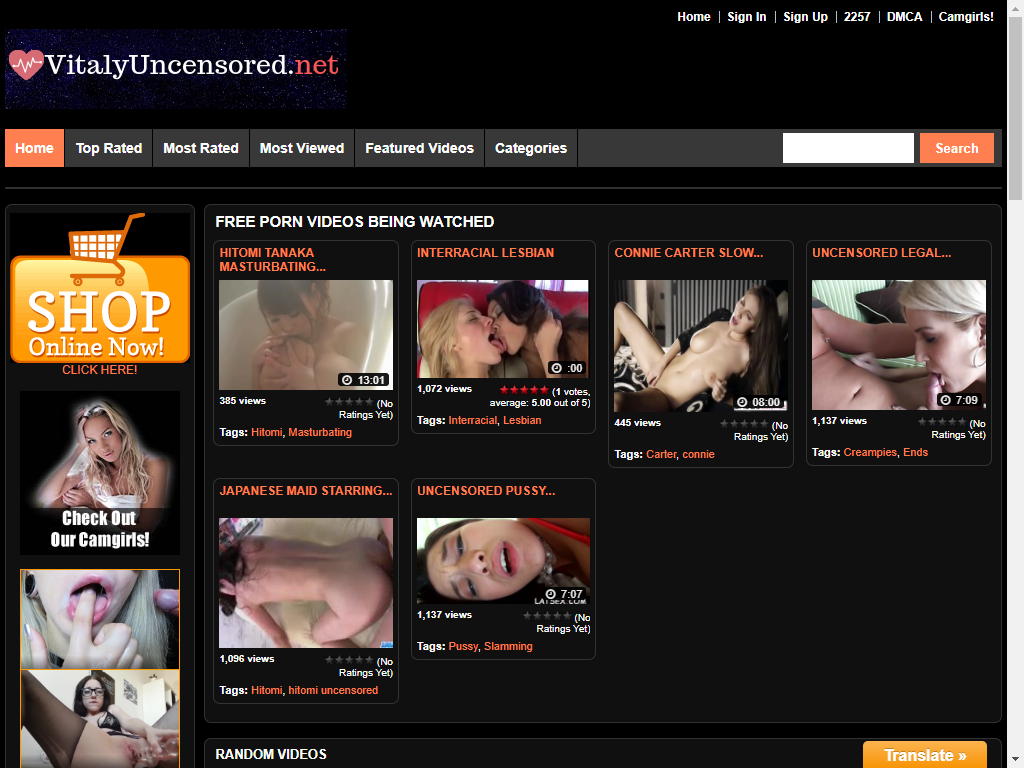 Home | Sign In | Sign Up | 2257 | DMCA | Camgirls!
VitalyUncensored.net
Home
Top Rated
Most Rated
Most Viewed
Featured Videos
Categories
Search
SHOP
Online Now!
CLICK HERE!
Check Out
Our Camgirls!
FREE PORN VIDEOS BEING WATCHED
HITOMI TANAKA
MASTURBATING...
13:01
385 views
(No
Ratings Yet)
Tags: Hitomi, Masturbating
INTERRACIAL LESBIAN
:00
1,072 views
(1 votes,
average: 5.00 out of 5)
Tags: Interracial, Lesbian
CONNIE CARTER SLOW...
08:00
445 views
(No
Ratings Yet)
Tags: Carter, connie
UNCENSORED LEGAL...
7:09
1,137 views
(No
Ratings Yet)
Tags: Creampies, Ends
JAPANESE MAID STARRING...
1,096 views
(No
Ratings Yet)
Tags: Hitomi, hitomi uncensored
UNCENSORED PUSSY...
7:07
LATSEX.COM
1,137 views
(No
Ratings Yet)
Tags: Pussy, Slamming
RANDOM VIDEOS
Translate »